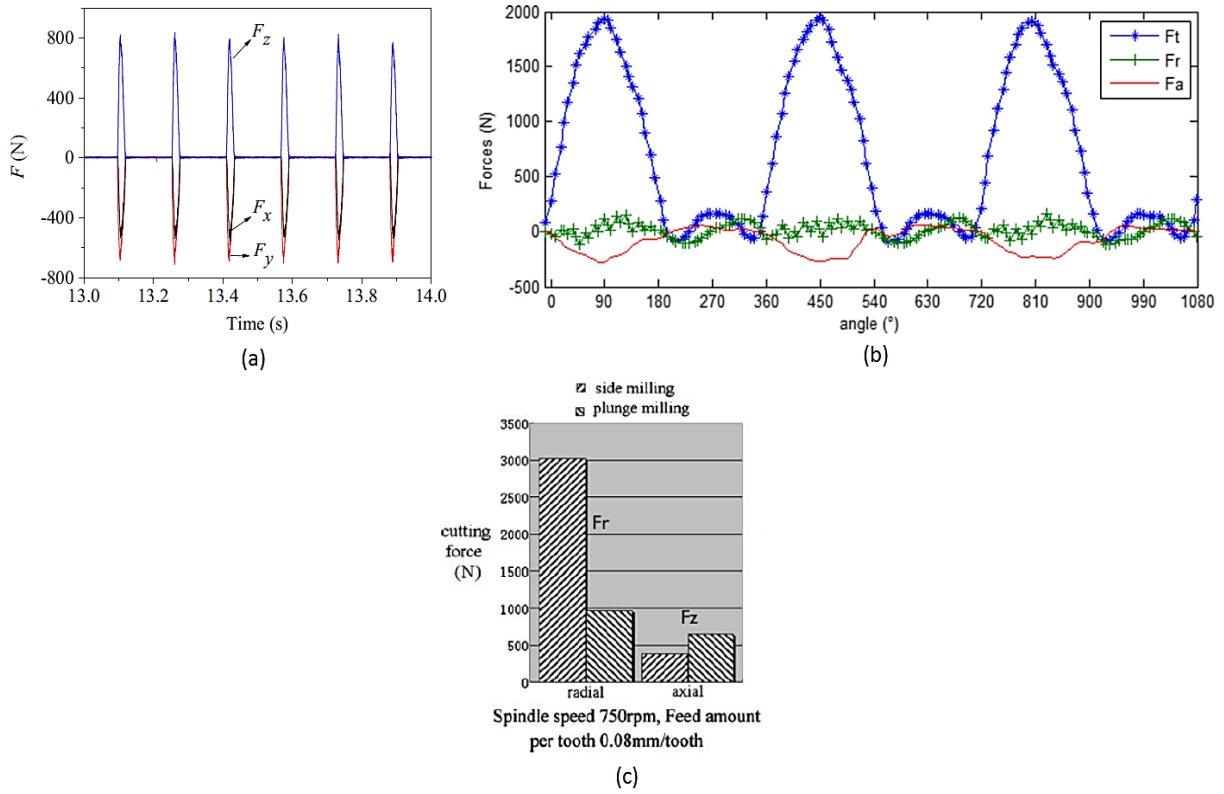 800
400
0
-400
-800
F (N)
Fz
Fx
Fy
13.0 13.2 13.4 13.6 13.8 14.0
Time (s)
(a)
2000
1500
1000
500
0
-500
Forces (N)
Ft
Fr
Fa
0 90 180 270 360 450 540 630 720 810 900 990 1080
angle (°)
(b)
side milling
plunge milling
3500
3000
2500
2000
1500
1000
500
0
cutting
force
(N)
Fr
Fz
radial axial
Spindle speed 750rpm, Feed amount
per tooth 0.08mm/tooth
(c)